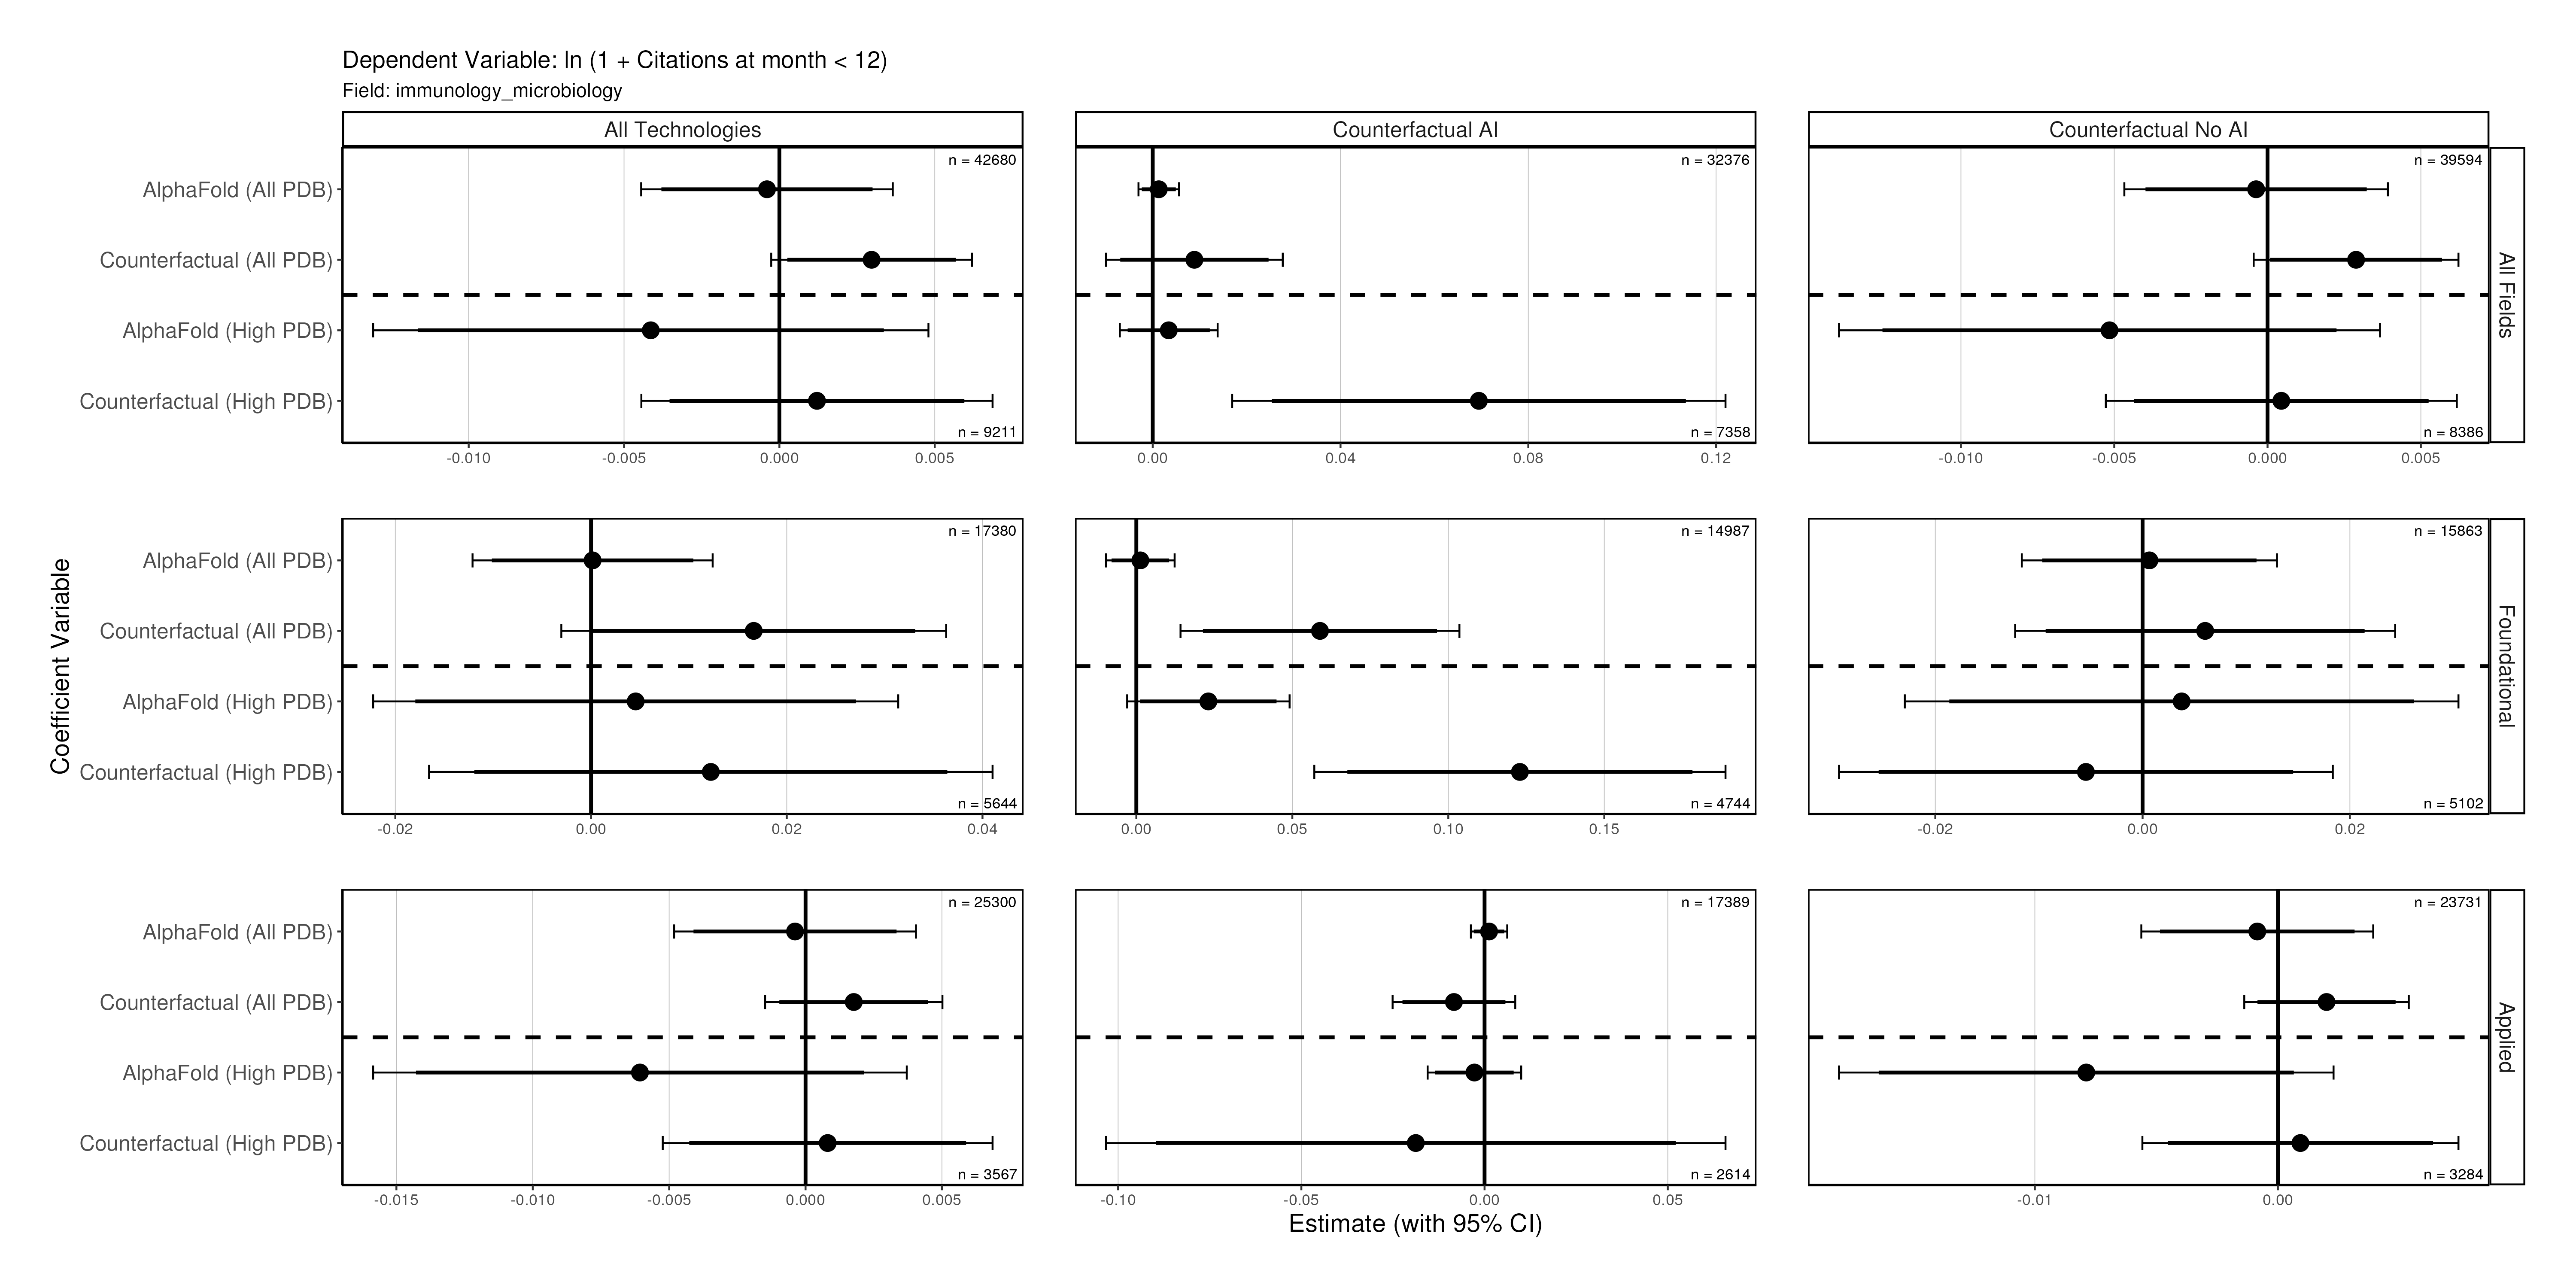 Dependent Variable: ln (1 + Citations at month < 12)
Field: immunology_microbiology
All Technologies
Counterfactual AI
Counterfactual No AI
n = 42680
n = 32376
n = 39594
AlphaFold (All PDB)
Counterfactual (All PDB)
AlphaFold (High PDB)
Counterfactual (High PDB)
n = 9211
n = 7358
n = 8386
All Fields
-0.010 -0.005 0.000 0.005
0.00 0.04 0.08 0.12
-0.010 -0.005 0.000 0.005
Coefficient Variable
n = 17380
n = 14987
n = 15863
AlphaFold (All PDB)
Counterfactual (All PDB)
AlphaFold (High PDB)
Counterfactual (High PDB)
n = 5644
n = 4744
n = 5102
Foundational
-0.02 0.00 0.02 0.04
0.00 0.05 0.10 0.15
-0.02 0.00 0.02
n = 25300
n = 17389
n = 23731
AlphaFold (All PDB)
Counterfactual (All PDB)
AlphaFold (High PDB)
Counterfactual (High PDB)
n = 3567
n = 2614
n = 3284
Applied
-0.015 -0.010 -0.005 0.000 0.005
-0.10 -0.05 0.00 0.05
-0.01 0.00
Estimate (with 95% CI)